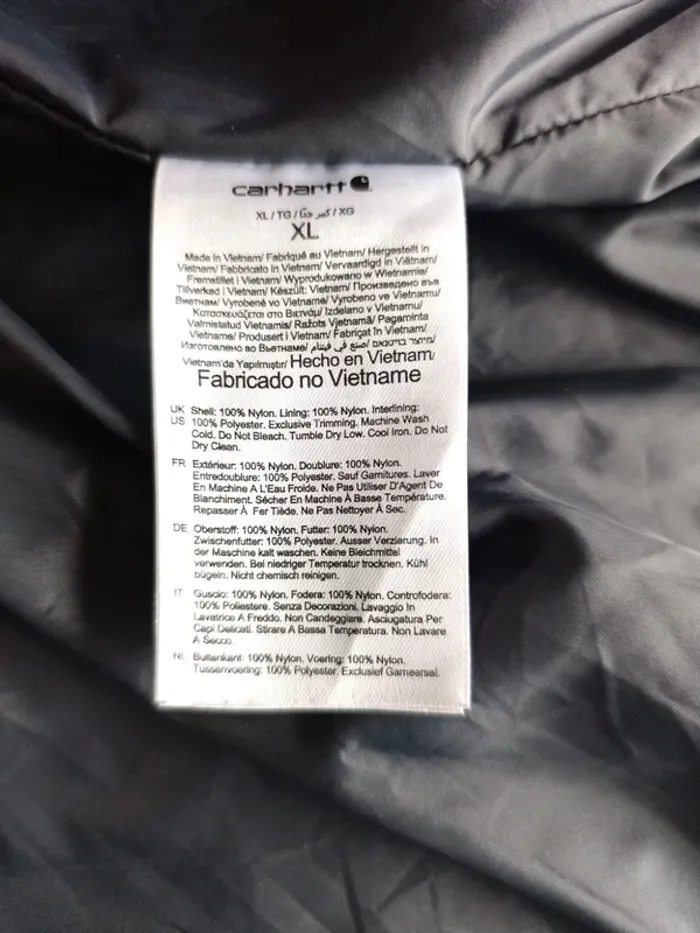 carhartt
XL / TG / كبير جدًا / XG
XL
Made in Vietnam/ Fabriqué au Vietnam/ Hergestellt in
Vietnam/ Fabbricato in Vietnam/ Vervaardigd in Viëtnam/
Fremstillet i Vietnam/ Wyprodukowano w Wietnamie/
Tillverkad i Vietnam/ Készült: Vietnam/ Произведено във
Виетнам/ Vyrobené vo Vietname/ Vyrobeno ve Vietnamu/
Κατασκευάζεται στο Βιετνάμ/ Izdelano v Vietnamu/
Valmistatud Vietnamis/ Ražots Vjetnamā/ Pagaminta
Vietname/ Produsert i Vietnam/ Fabricat în Vietnam/
Изготовлено во Вьетнаме/ صنع في فيتنام/ מיוצר בוייטנאם/
Vietnam'da Yapılmıştır/ Hecho en Vietnam/
Fabricado no Vietname
UK Shell: 100% Nylon. Lining: 100% Nylon. Interlining:
US 100% Polyester. Exclusive Trimming. Machine Wash
Cold. Do Not Bleach. Tumble Dry Low. Cool Iron. Do Not
Dry Clean.
FR Extérieur: 100% Nylon. Doublure: 100% Nylon.
Entredoublure: 100% Polyester. Sauf Garnitures. Laver
En Machine A L'Eau Froide. Ne Pas Utiliser D'Agent De
Blanchiment. Sécher En Machine À Basse Température.
Repasser À Fer Tiède. Ne Pas Nettoyer À Sec.
DE Oberstoff: 100% Nylon. Futter: 100% Nylon.
Zwischenfutter: 100% Polyester. Ausser Verzierung. In
der Maschine kalt waschen. Keine Bleichmittel
verwenden. Bei niedriger Temperatur trocknen. Kühl
bügeln. Nicht chemisch reinigen.
IT Guscio: 100% Nylon. Fodera: 100% Nylon. Controfodera:
100% Poliestere. Senza Decorazioni. Lavaggio In
Lavatrice A Freddo. Non Candeggiare. Asciugatura Per
Capi Delicati. Stirare A Bassa Temperatura. Non Lavare
A Secco.
NL Buitenkant: 100% Nylon. Voering: 100% Nylon.
Tussenvoering: 100% Polyester. Exclusief Garneersel.